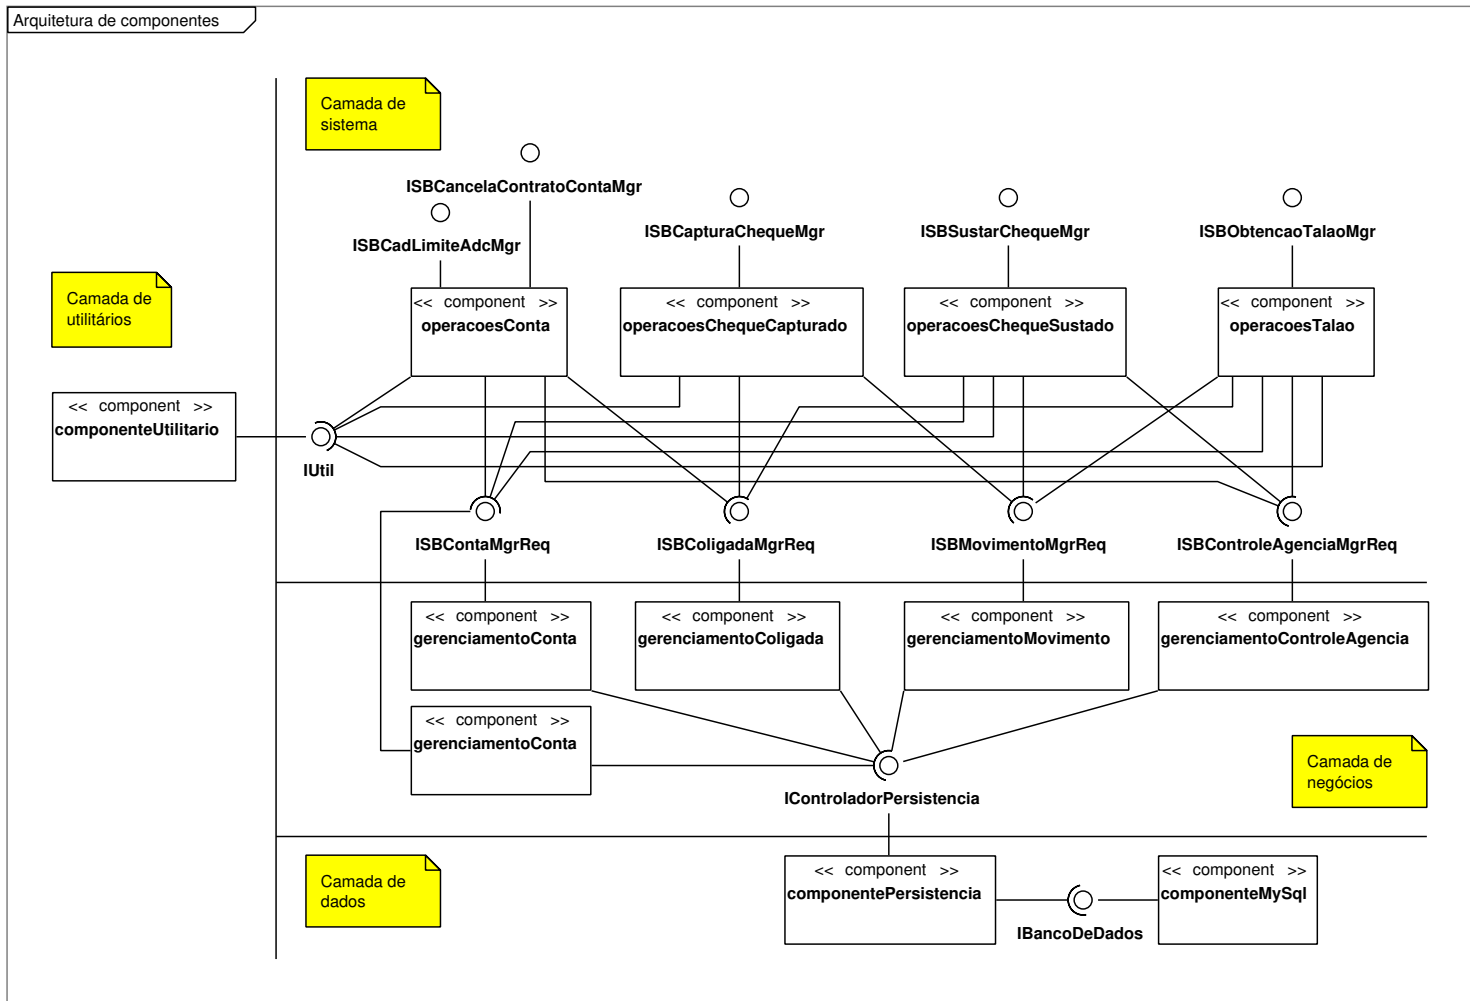 Arquitetura de componentes
Camada de
sistema
ISBCancelaContratoContaMgr
ISBCadLimiteAdcMgr
ISBCapturaChequeMgr
ISBSustarChequeMgr
ISBObtencaoTalaoMgr
Camada de
utilitários
<< component >>
operacoesConta
<< component >>
operacoesChequeCapturado
<< component >>
operacoesChequeSustado
<< component >>
operacoesTalao
<< component >>
componenteUtilitario
IUtil
ISBContaMgrReq
ISBColigadaMgrReq
ISBMovimentoMgrReq
ISBControleAgenciaMgrReq
<< component >>
gerenciamentoConta
<< component >>
gerenciamentoColigada
<< component >>
gerenciamentoMovimento
<< component >>
gerenciamentoControleAgencia
<< component >>
gerenciamentoConta
Camada de
negócios
IControladorPersistencia
Camada de
dados
<< component >>
componentePersistencia
IBancoDeDados
<< component >>
componenteMySql